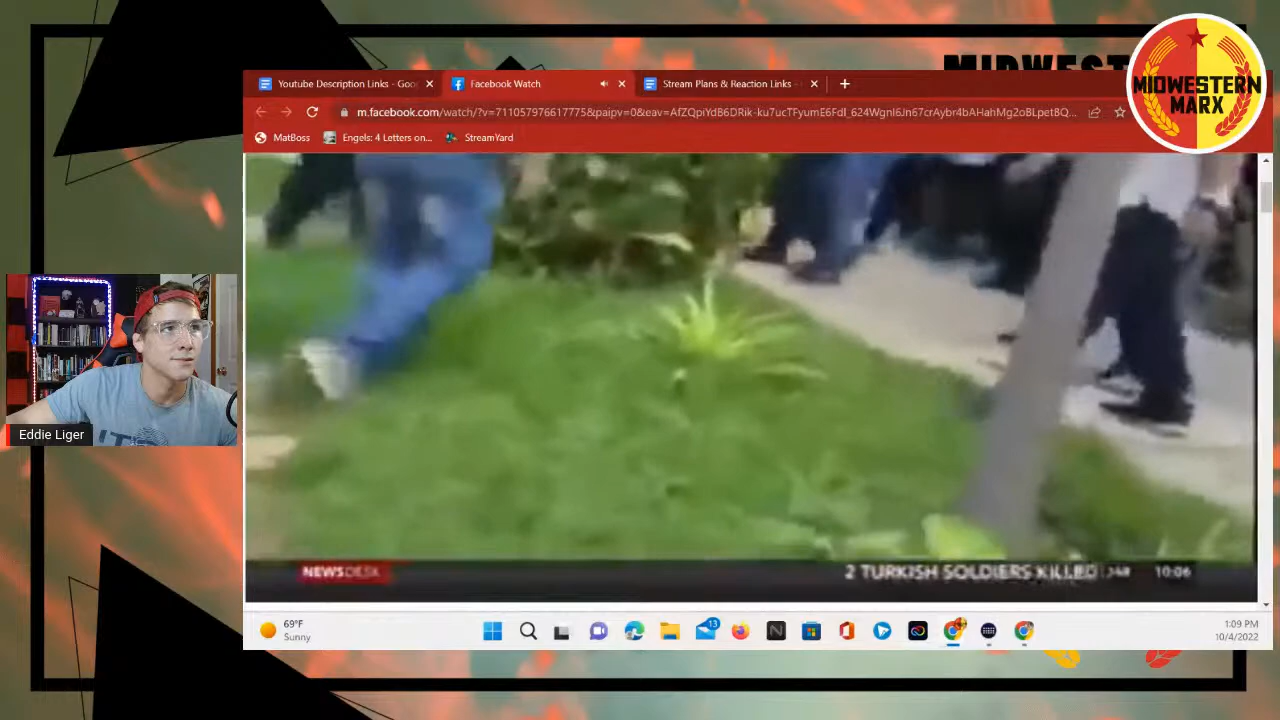 MIDWESTERN
MARX
Youtube Description Links - Goo
Facebook Watch
Stream Plans & Reaction Links -
m.facebook.com/watch/?v=711057976617775&paipv=0&eav=
MatBoss
Engels: 4 Letters on...
StreamYard
Eddie Liger
NEWSDESK
2 TURKISH SOLDIERS KILLED
10:06
69°F
Sunny
13
1:09 PM
10/4/2022